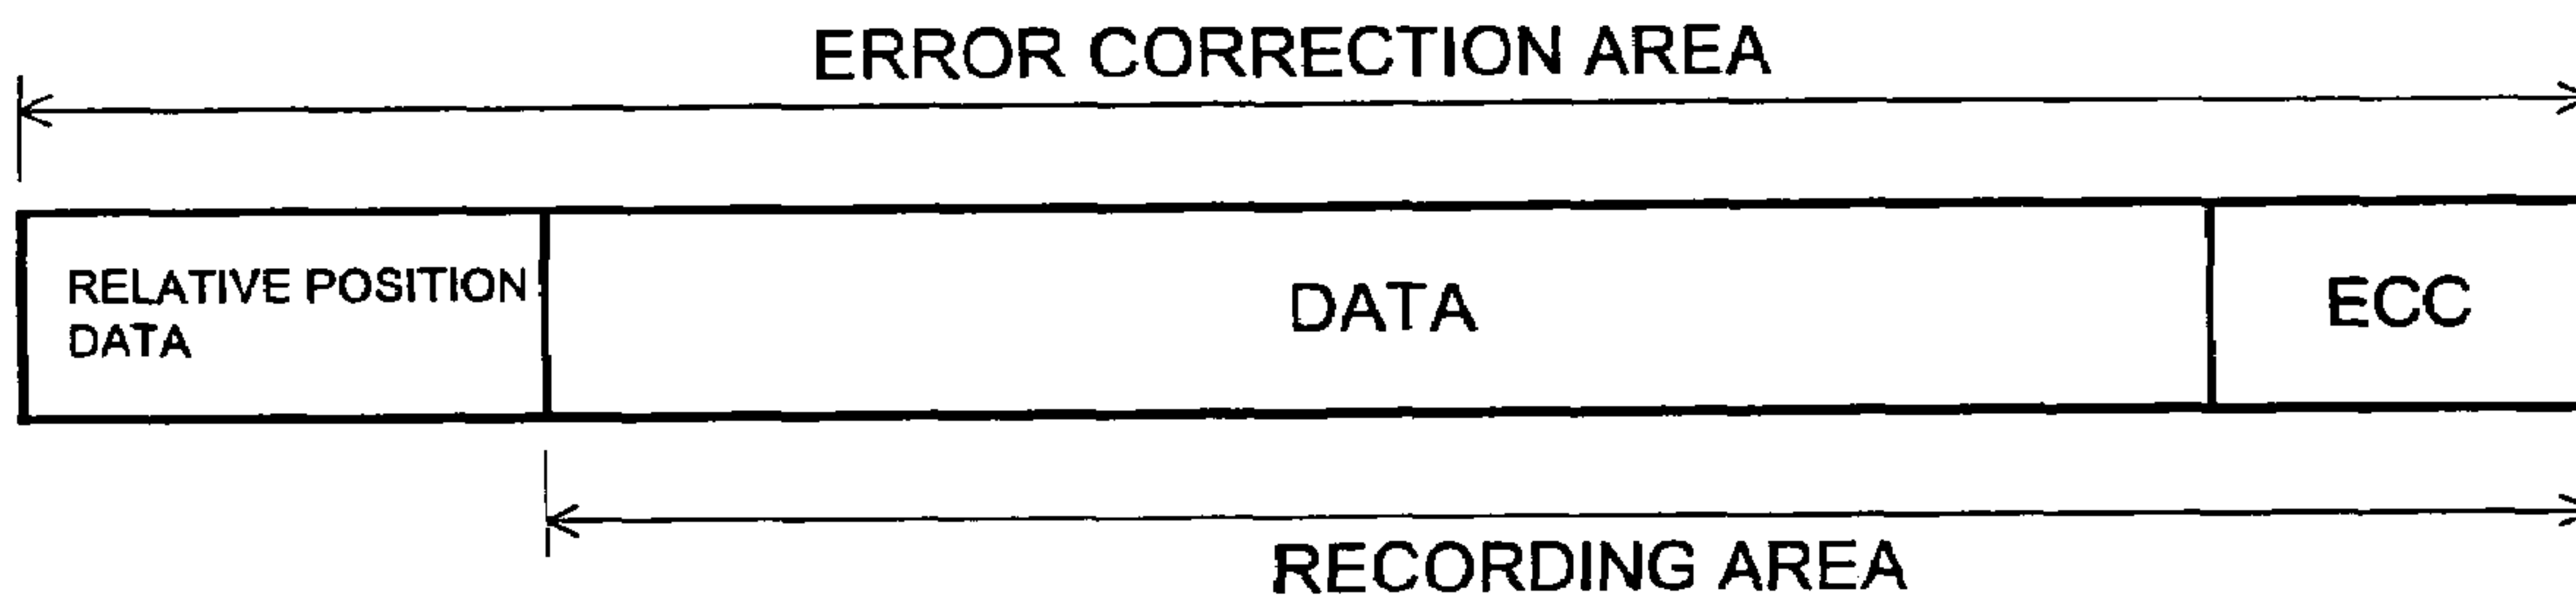 ERROR CORRECTION AREA
RELATIVE POSITION
DATA
DATA
ECC
RECORDING AREA